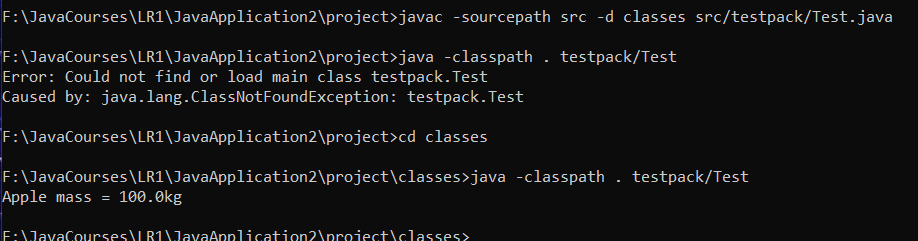 F:\JavaCourses\LR1\JavaApplication2\project>javac -sourcepath src -d classes src/testpack/Test.java
F:\JavaCourses\LR1\JavaApplication2\project>java -classpath . testpack/Test
Error: Could not find or load main class testpack.Test
Caused by: java.lang.ClassNotFoundException: testpack.Test
F:\JavaCourses\LR1\JavaApplication2\project>cd classes
F:\JavaCourses\LR1\JavaApplication2\project\classes>java -classpath . testpack/Test
Apple mass = 100.0kg
F:\JavaCourses\LR1\JavaApplication2\project\classes>